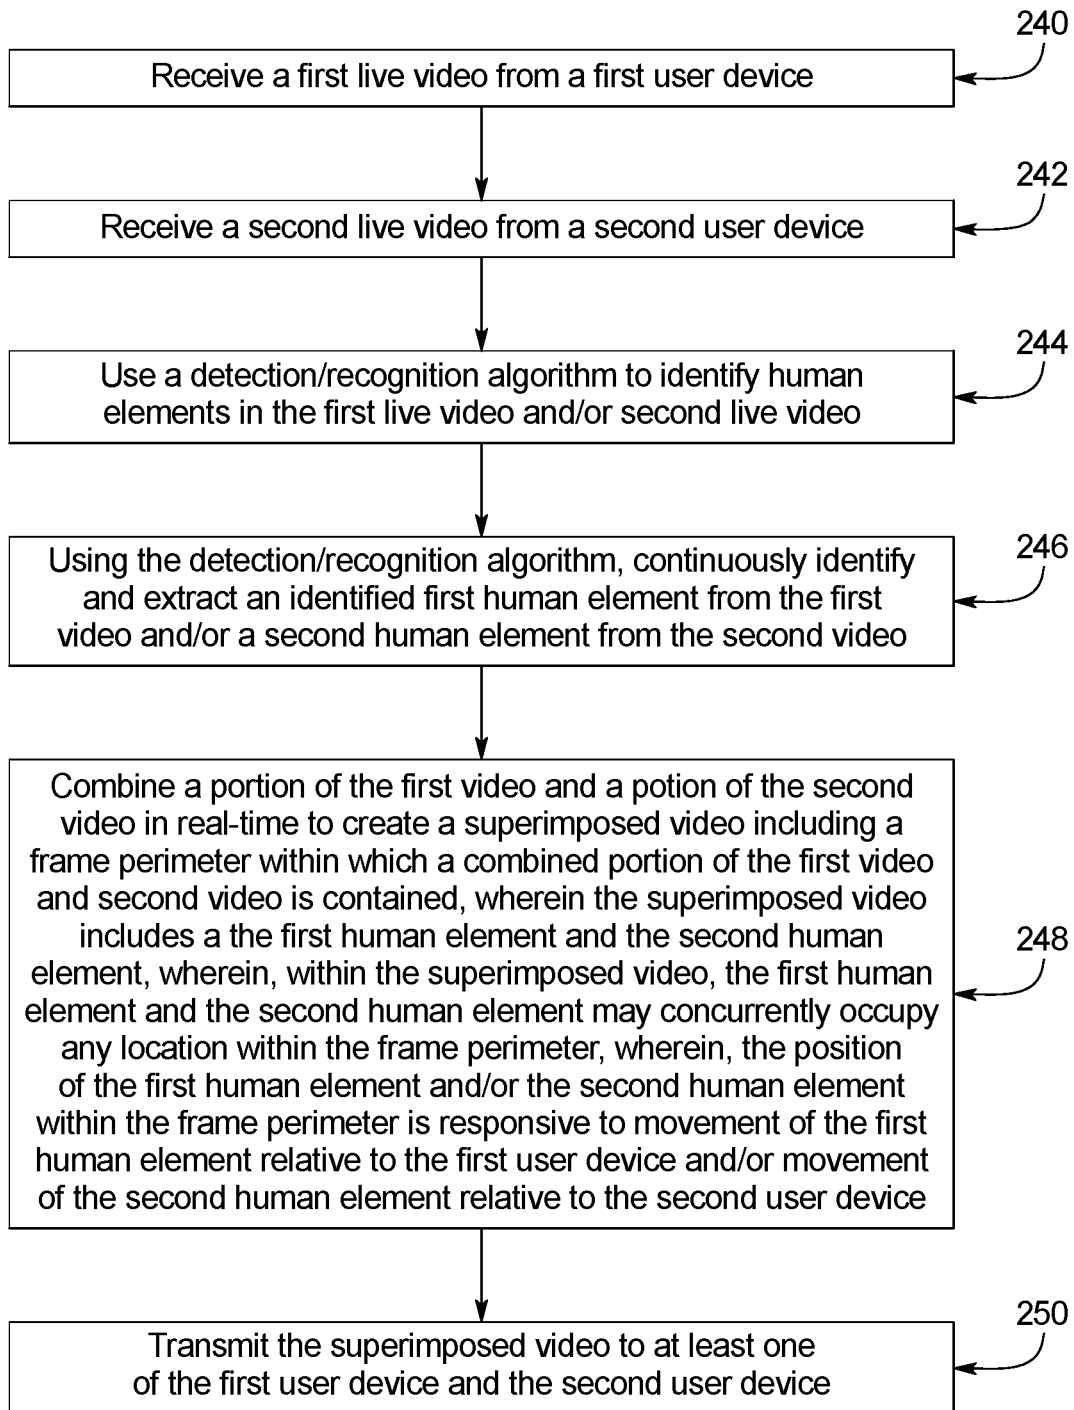 240
Receive a first live video from a first user device
242
Receive a second live video from a second user device
244
Use a detection/recognition algorithm to identify human
elements in the first live video and/or second live video
246
Using the detection/recognition algorithm, continuously identify
and extract an identified first human element from the first
video and/or a second human element from the second video
Combine a portion of the first video and a potion of the second
video in real-time to create a superimposed video including a
frame perimeter within which a combined portion of the first video
and second video is contained, wherein the superimposed video
includes a the first human element and the second human
248
element, wherein, within the superimposed video, the first human
element and the second human element may concurrently occupy
any location within the frame perimeter, wherein, the position
of the first human element and/or the second human element
within the frame perimeter is responsive to movement of the first
human element relative to the first user device and/or movement
of the second human element relative to the second user device
250
Transmit the superimposed video to at least one
of the first user device and the second user device